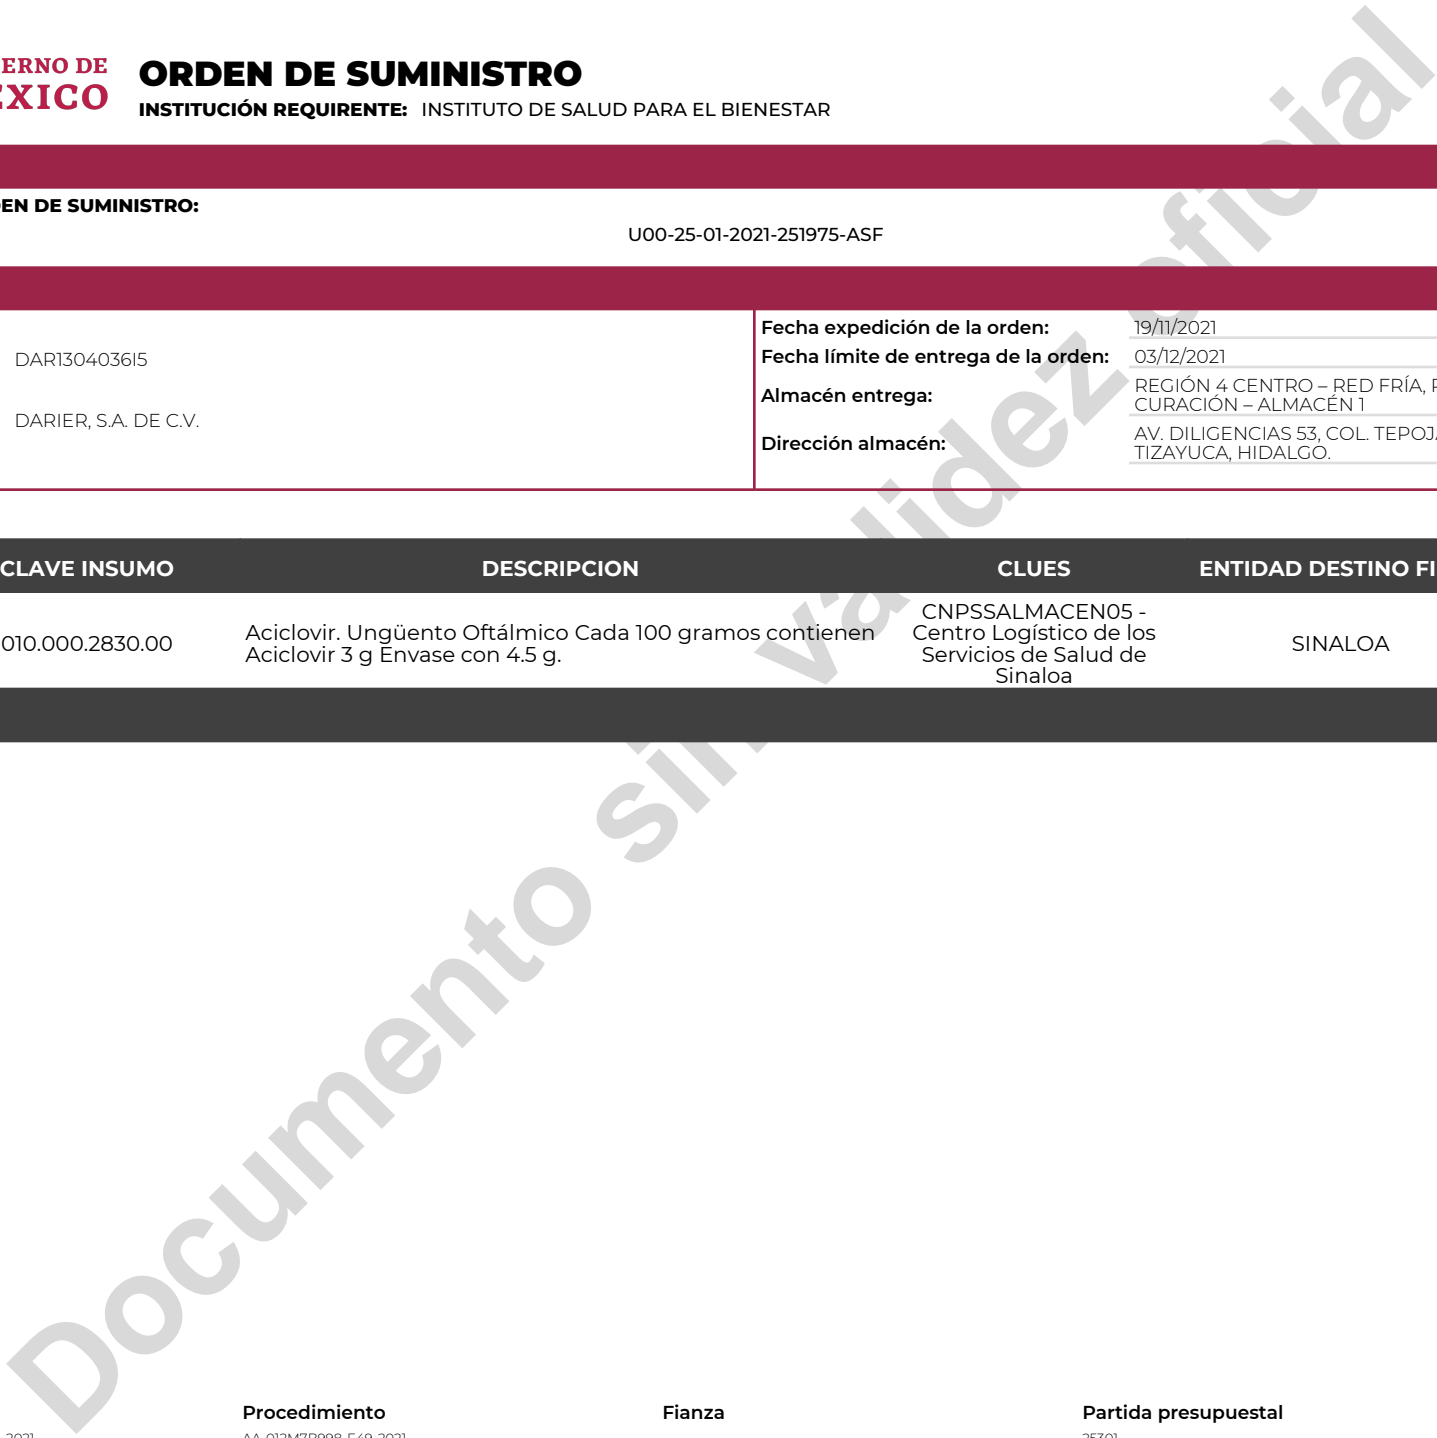 ERNO DE
ORDEN DE SUMINISTRO
EXICO
INSTITUCIÓN REQUIRENTE: INSTITUTO DE SALUD PARA EL BIENESTAR
EN DE SUMINISTRO:
U00-25-01-2021-251975-ASF
DAR1304036I5
DARIER, S.A. DE C.V.
Fecha expedición de la orden: 19/11/2021
Fecha límite de entrega de la orden: 03/12/2021
Almacén entrega: REGIÓN 4 CENTRO – RED FRÍA,
CURACIÓN – ALMACÉN 1
Dirección almacén: AV. DILIGENCIAS 53, COL. TEPOJ
TIZAYUCA, HIDALGO.
CLAVE INSUMO DESCRIPCION CLUES ENTIDAD DESTINO FI
010.000.2830.00
Aciclovir. Ungüento Oftálmico Cada 100 gramos contienen
Aciclovir 3 g Envase con 4.5 g.
CNPSSALMACEN05 -
Centro Logístico de los
Servicios de Salud de
Sinaloa
SINALOA
Documento sin validez oficial
Procedimiento Fianza Partida presupuestal